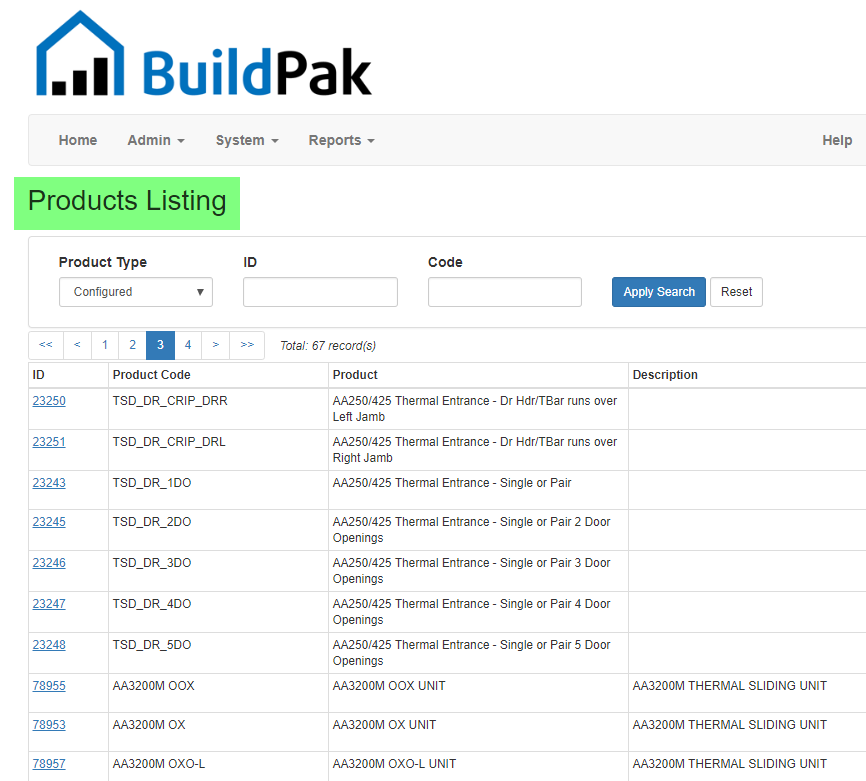 BuildPak
Home Admin System Reports Help
Products Listing
Product Type ID Code
Configured Apply Search Reset
<< < 1 2 3 4 > >> Total: 67 record(s)
ID Product Code Product Description
23250 TSD_DR_CRIP_DRR AA250/425 Thermal Entrance - Dr Hdr/TBar runs over
Left Jamb
23251 TSD_DR_CRIP_DRL AA250/425 Thermal Entrance - Dr Hdr/TBar runs over
Right Jamb
23243 TSD_DR_1DO AA250/425 Thermal Entrance - Single or Pair
23245 TSD_DR_2DO AA250/425 Thermal Entrance - Single or Pair 2 Door
Openings
23246 TSD_DR_3DO AA250/425 Thermal Entrance - Single or Pair 3 Door
Openings
23247 TSD_DR_4DO AA250/425 Thermal Entrance - Single or Pair 4 Door
Openings
23248 TSD_DR_5DO AA250/425 Thermal Entrance - Single or Pair 5 Door
Openings
78955 AA3200M OOX AA3200M OOX UNIT AA3200M THERMAL SLIDING UNIT
78953 AA3200M OX AA3200M OX UNIT AA3200M THERMAL SLIDING UNIT
78957 AA3200M OXO-L AA3200M OXO-L UNIT AA3200M THERMAL SLIDING UNIT